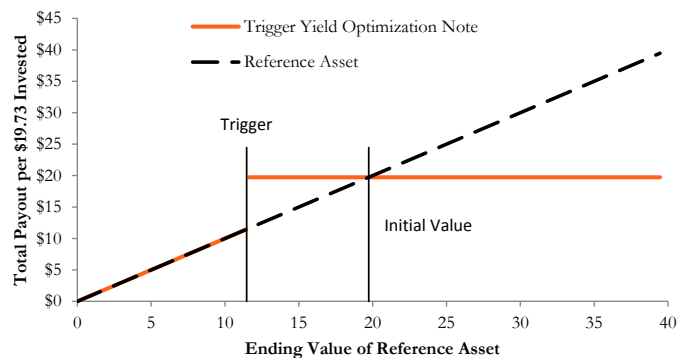 $45
$40
$35
$30
$25
$20
$15
$10
$5
$0
Total Payout per $19.73 Invested
Trigger Yield Optimization Note
Reference Asset
Trigger
Initial Value
0 5 10 15 20 25 30 35 40
Ending Value of Reference Asset